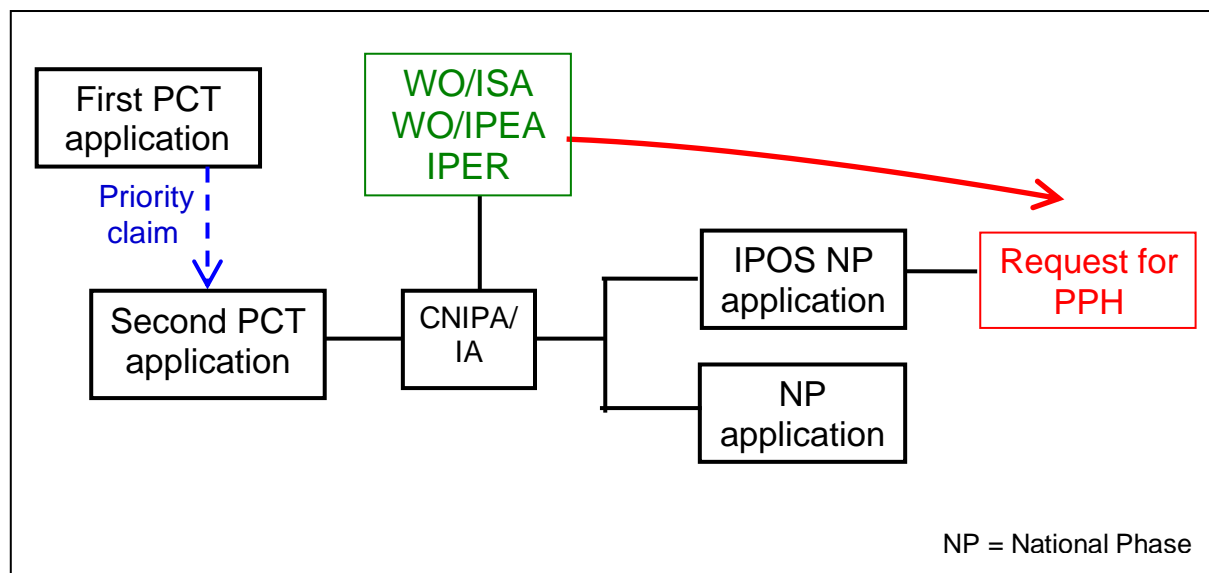 First PCT
application
Priority
claim
Second PCT
application
WO/ISA
WO/IPEA
IPER
CNIPA/
IA
IPOS NP
application
Request for
PPH
NP
application
NP = National Phase